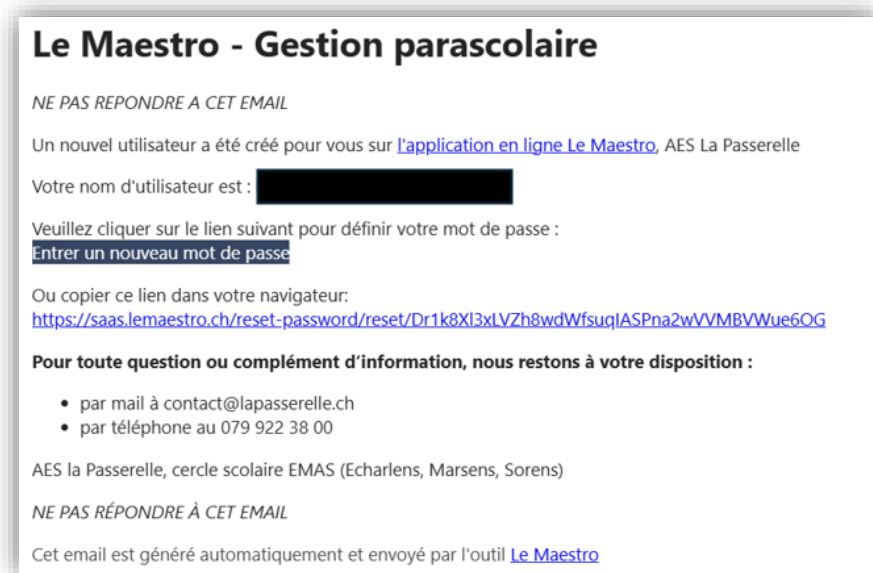 Le Maestro - Gestion parascolaire
NE PAS REPONDRE A CET EMAIL
Un nouvel utilisateur a été créé pour vous sur l'application en ligne Le Maestro, AES La Passerelle
Votre nom d'utilisateur est :
Veuillez cliquer sur le lien suivant pour définir votre mot de passe :
Entrer un nouveau mot de passe
Ou copier ce lien dans votre navigateur:
https://saas.lemaestro.ch/reset-password/reset/Dr1k8Xl3xLVZh8wdWfsuqIASPna2wVVMBVWue6OG
Pour toute question ou complément d'information, nous restons à votre disposition :
• par mail à contact@lapasserelle.ch
• par téléphone au 079 922 38 00
AES la Passerelle, cercle scolaire EMAS (Echarlens, Marsens, Sorens)
NE PAS RÉPONDRE À CET EMAIL
Cet email est généré automatiquement et envoyé par l'outil Le Maestro